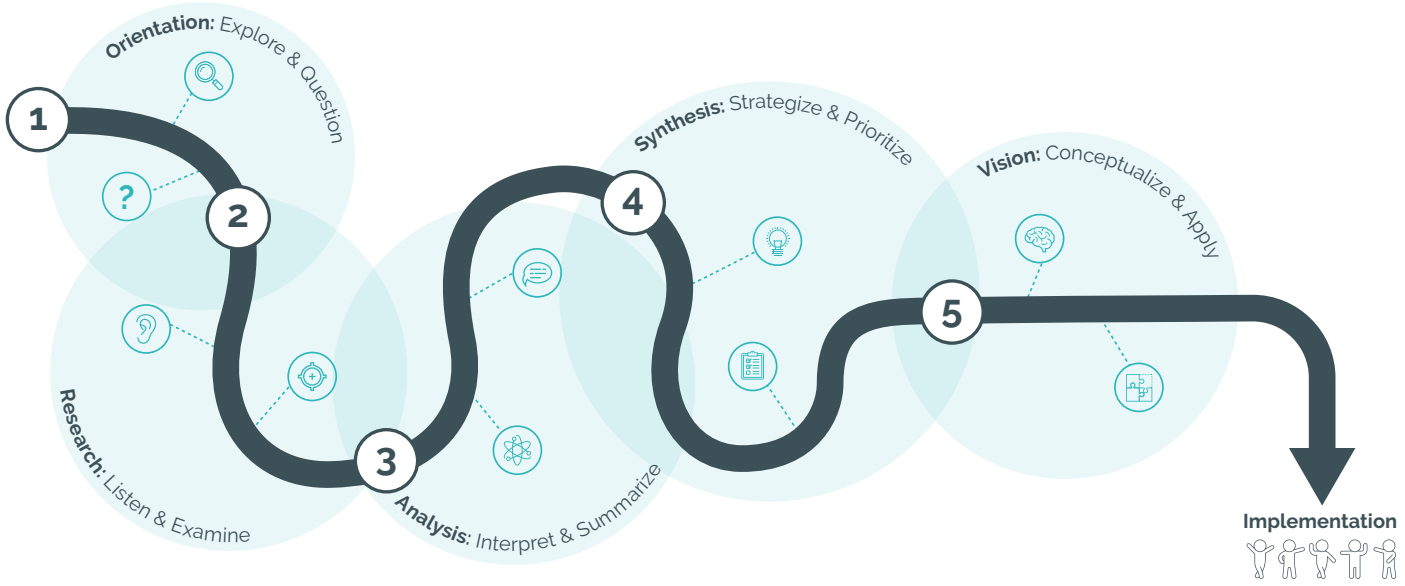 1
Orientation: Explore & Question
?
2
Research: Listen & Examine
3
Analysis: Interpret & Summarize
4
Synthesis: Strategize & Prioritize
5
Vision: Conceptualize & Apply
Implementation